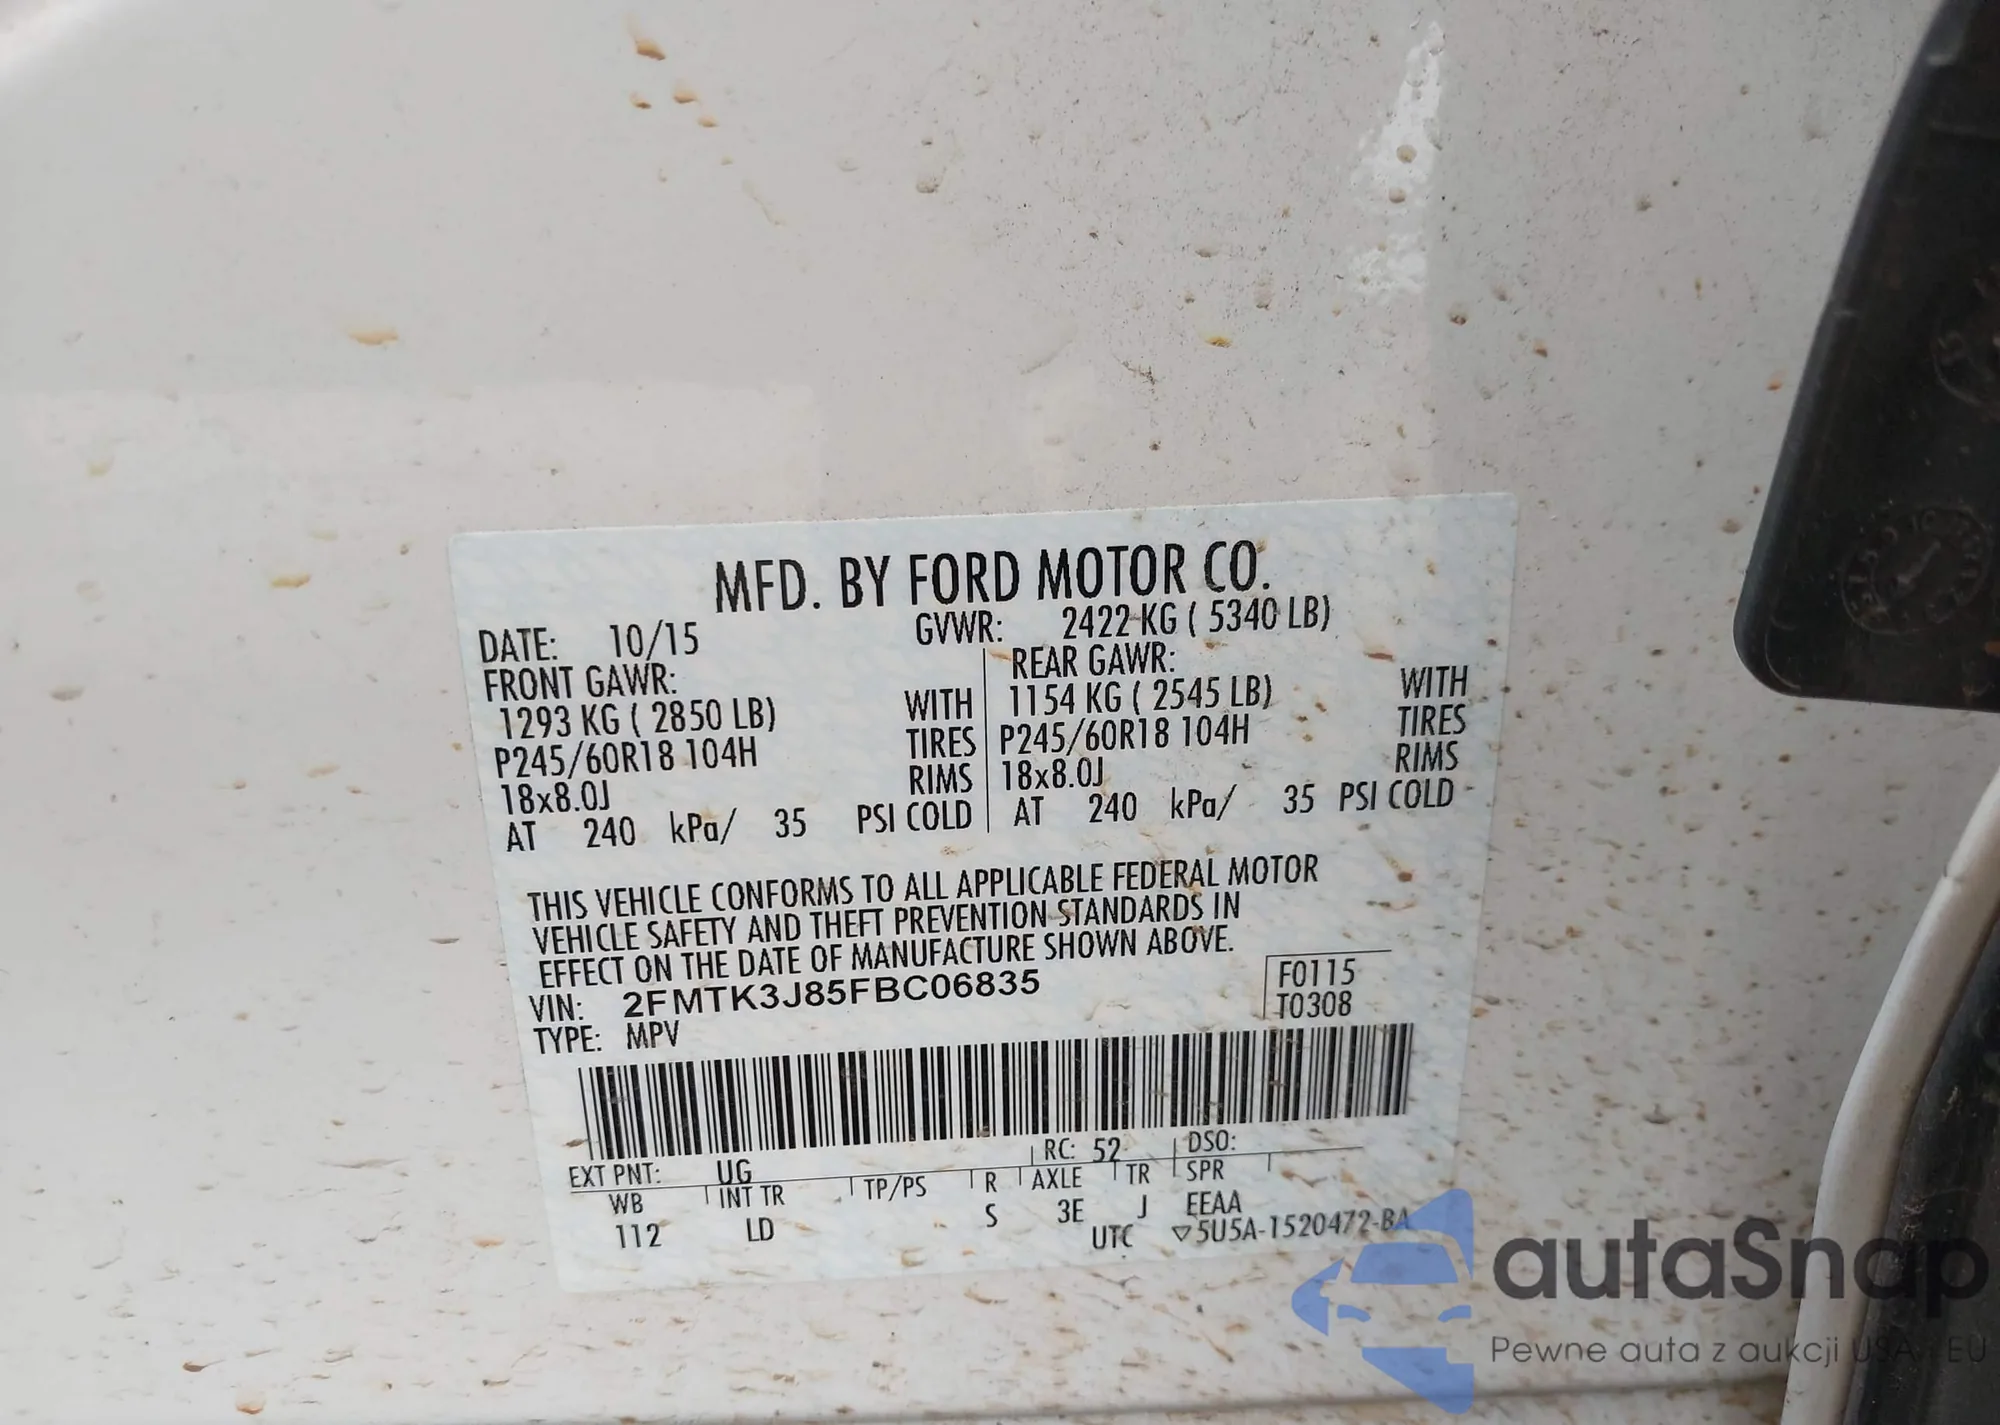 MFD. BY FORD MOTOR CO.
DATE: 10/15 GVWR: 2422 KG ( 5340 LB)
FRONT GAWR: REAR GAWR:
1293 KG ( 2850 LB) WITH 1154 KG ( 2545 LB) WITH
P245/60R18 104H TIRES P245/60R18 104H TIRES
18x8.0J RIMS 18x8.0J RIMS
AT 240 kPa/ 35 PSI COLD AT 240 kPa/ 35 PSI COLD
THIS VEHICLE CONFORMS TO ALL APPLICABLE FEDERAL MOTOR
VEHICLE SAFETY AND THEFT PREVENTION STANDARDS IN
EFFECT ON THE DATE OF MANUFACTURE SHOWN ABOVE.
VIN: 2FMTK3J85FBC06835 F0115
TYPE: MPV T0308
EXT PNT: UG RC: 52 DSO:
WB INT TR TP/PS R AXLE TR SPR
112 LD S 3E J EEAA
UTC ▽5U5A-1520472-BA
autaSnap
Pewne auta z aukcji USA i EU